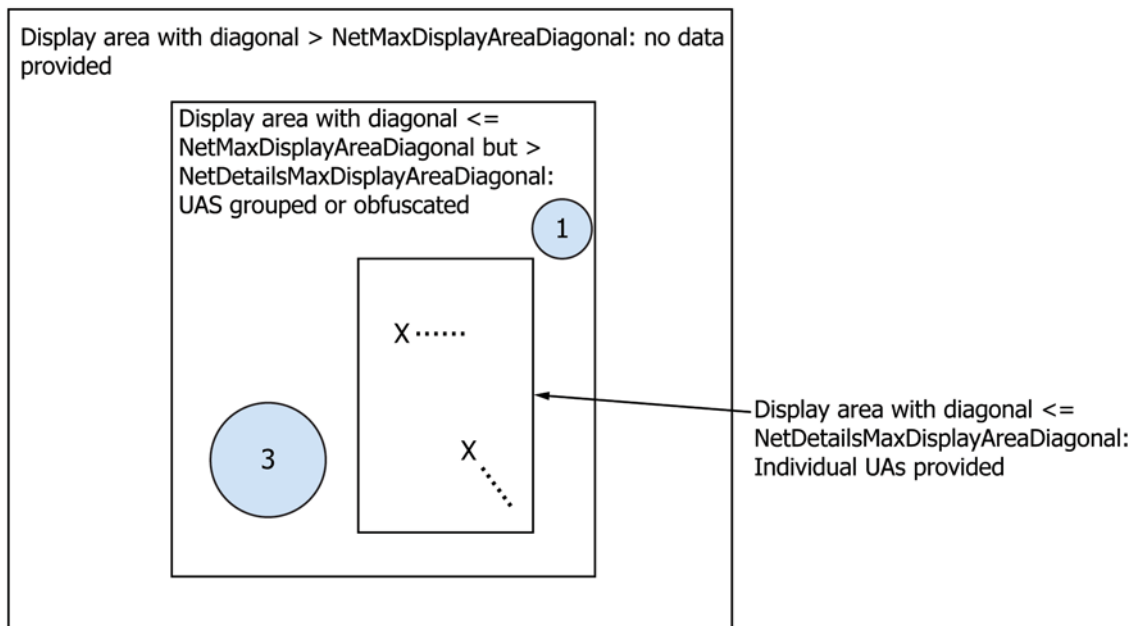 Display area with diagonal > NetMaxDisplayAreaDiagonal: no data
provided
Display area with diagonal <=
NetMaxDisplayAreaDiagonal but >
NetDetailsMaxDisplayAreaDiagonal:
UAS grouped or obfuscated
1
X
X
3
Display area with diagonal <=
NetDetailsMaxDisplayAreaDiagonal:
Individual UAs provided